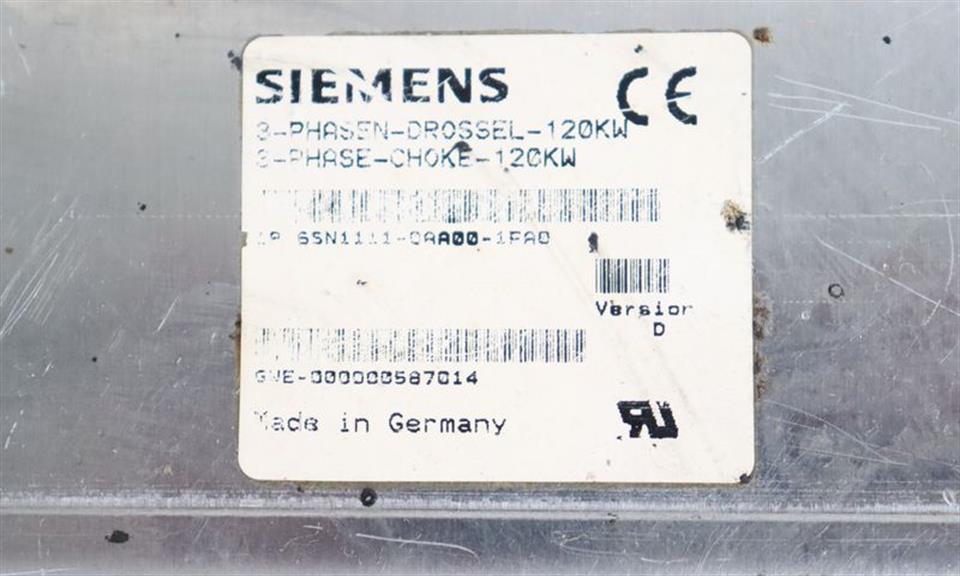 SIEMENS CE
3-PHASEN-DROSSEL-120KW
3-PHASE-CHOKE-120KW
1P 6SN1111-0AA00-1FA0
Version
D
GWE-000000587014
Made in Germany